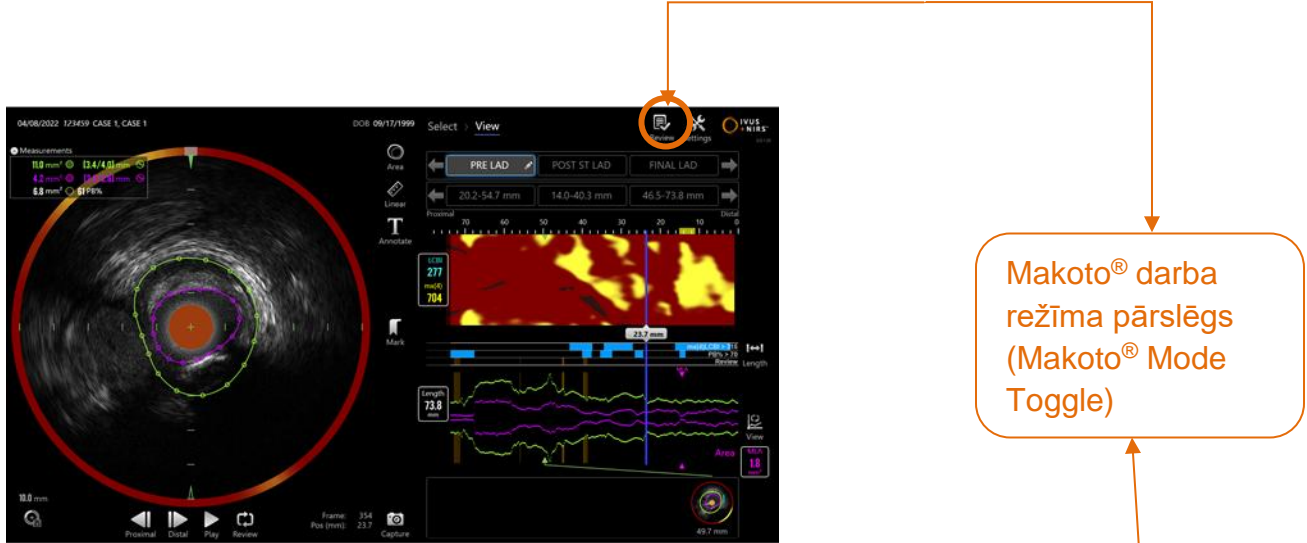 04/08/2022 123459 CASE 1, CASE 1
DOB 09/17/1999
Measurements
11.0 mm² [3.4/4.0] mm
4.2 mm²
6.8 mm² 61 PB%
Area
Linear
Annotate
Mark
10.0 mm
Proximal Distal Play Review
Frame: 354
Pos (mm): 23.7
Capture
Select > View
Review Settings
IVUS
+NIRS
PRE LAD POST ST LAD FINAL LAD
20.2-54.7 mm 14.0-40.3 mm 46.5-73.8 mm
Proximal Distal
70 60 50 40 30 20 10 0
LCBI
277
mx(4)
704
23.7 mm
PB% > 70
Review
Length
Length
73.8
mm
View
Area
MLA
1.8
mm²
49.7 mm
Makoto® darba
režīma pārslēgs
(Makoto® Mode
Toggle)